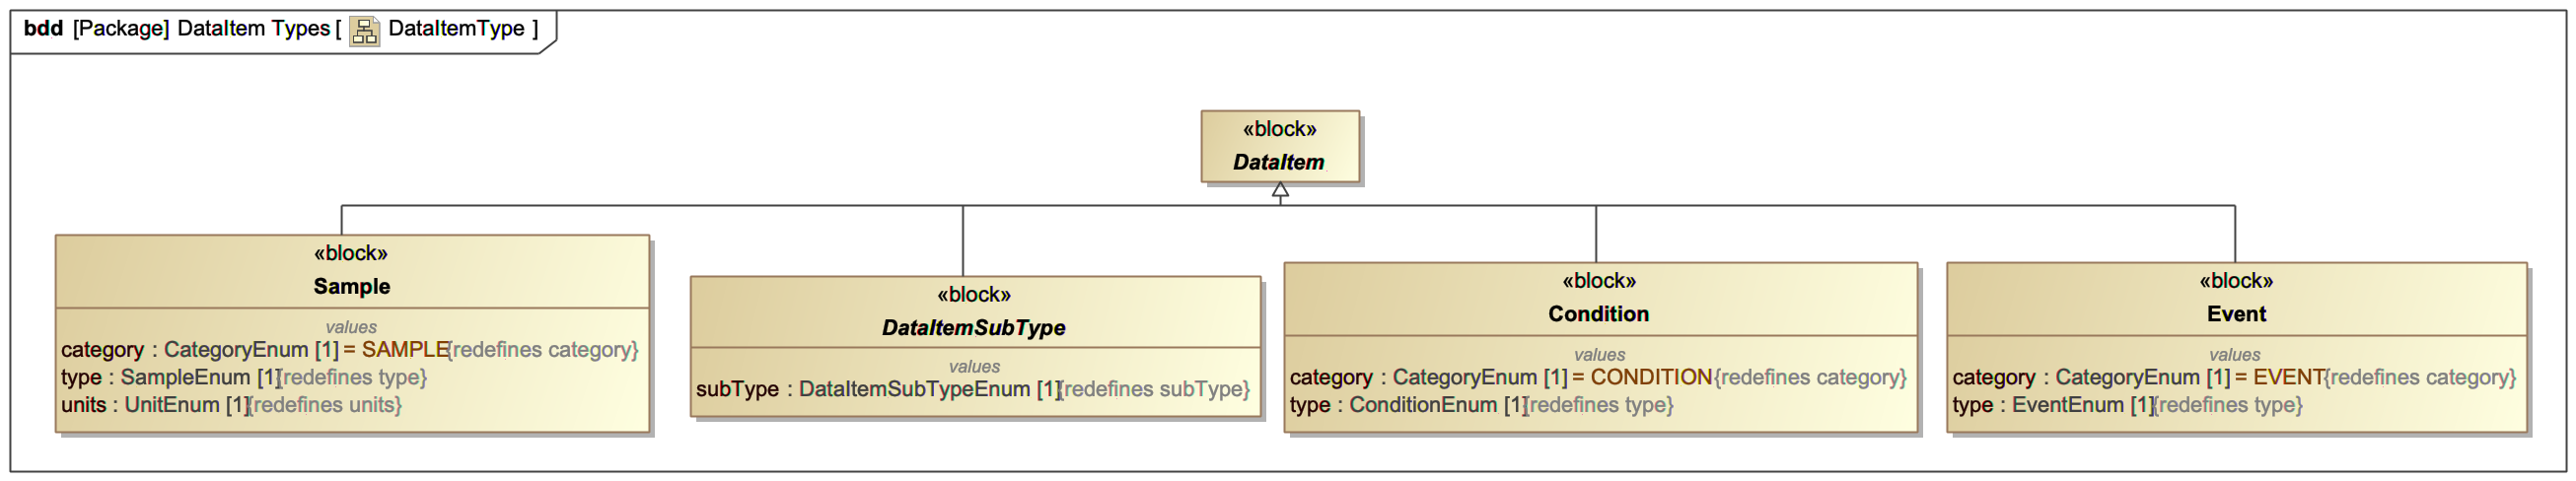 bdd [Package] DataItem Types [ DataItemType ]
«block»
DataItem
«block»
Sample
values
category : CategoryEnum [1] = SAMPLE{redefines category}
type : SampleEnum [1]{redefines type}
units : UnitEnum [1]{redefines units}
«block»
DataItemSubType
values
subType : DataItemSubTypeEnum [1]{redefines subType}
«block»
Condition
values
category : CategoryEnum [1] = CONDITION{redefines category}
type : ConditionEnum [1]{redefines type}
«block»
Event
values
category : CategoryEnum [1] = EVENT{redefines category}
type : EventEnum [1]{redefines type}